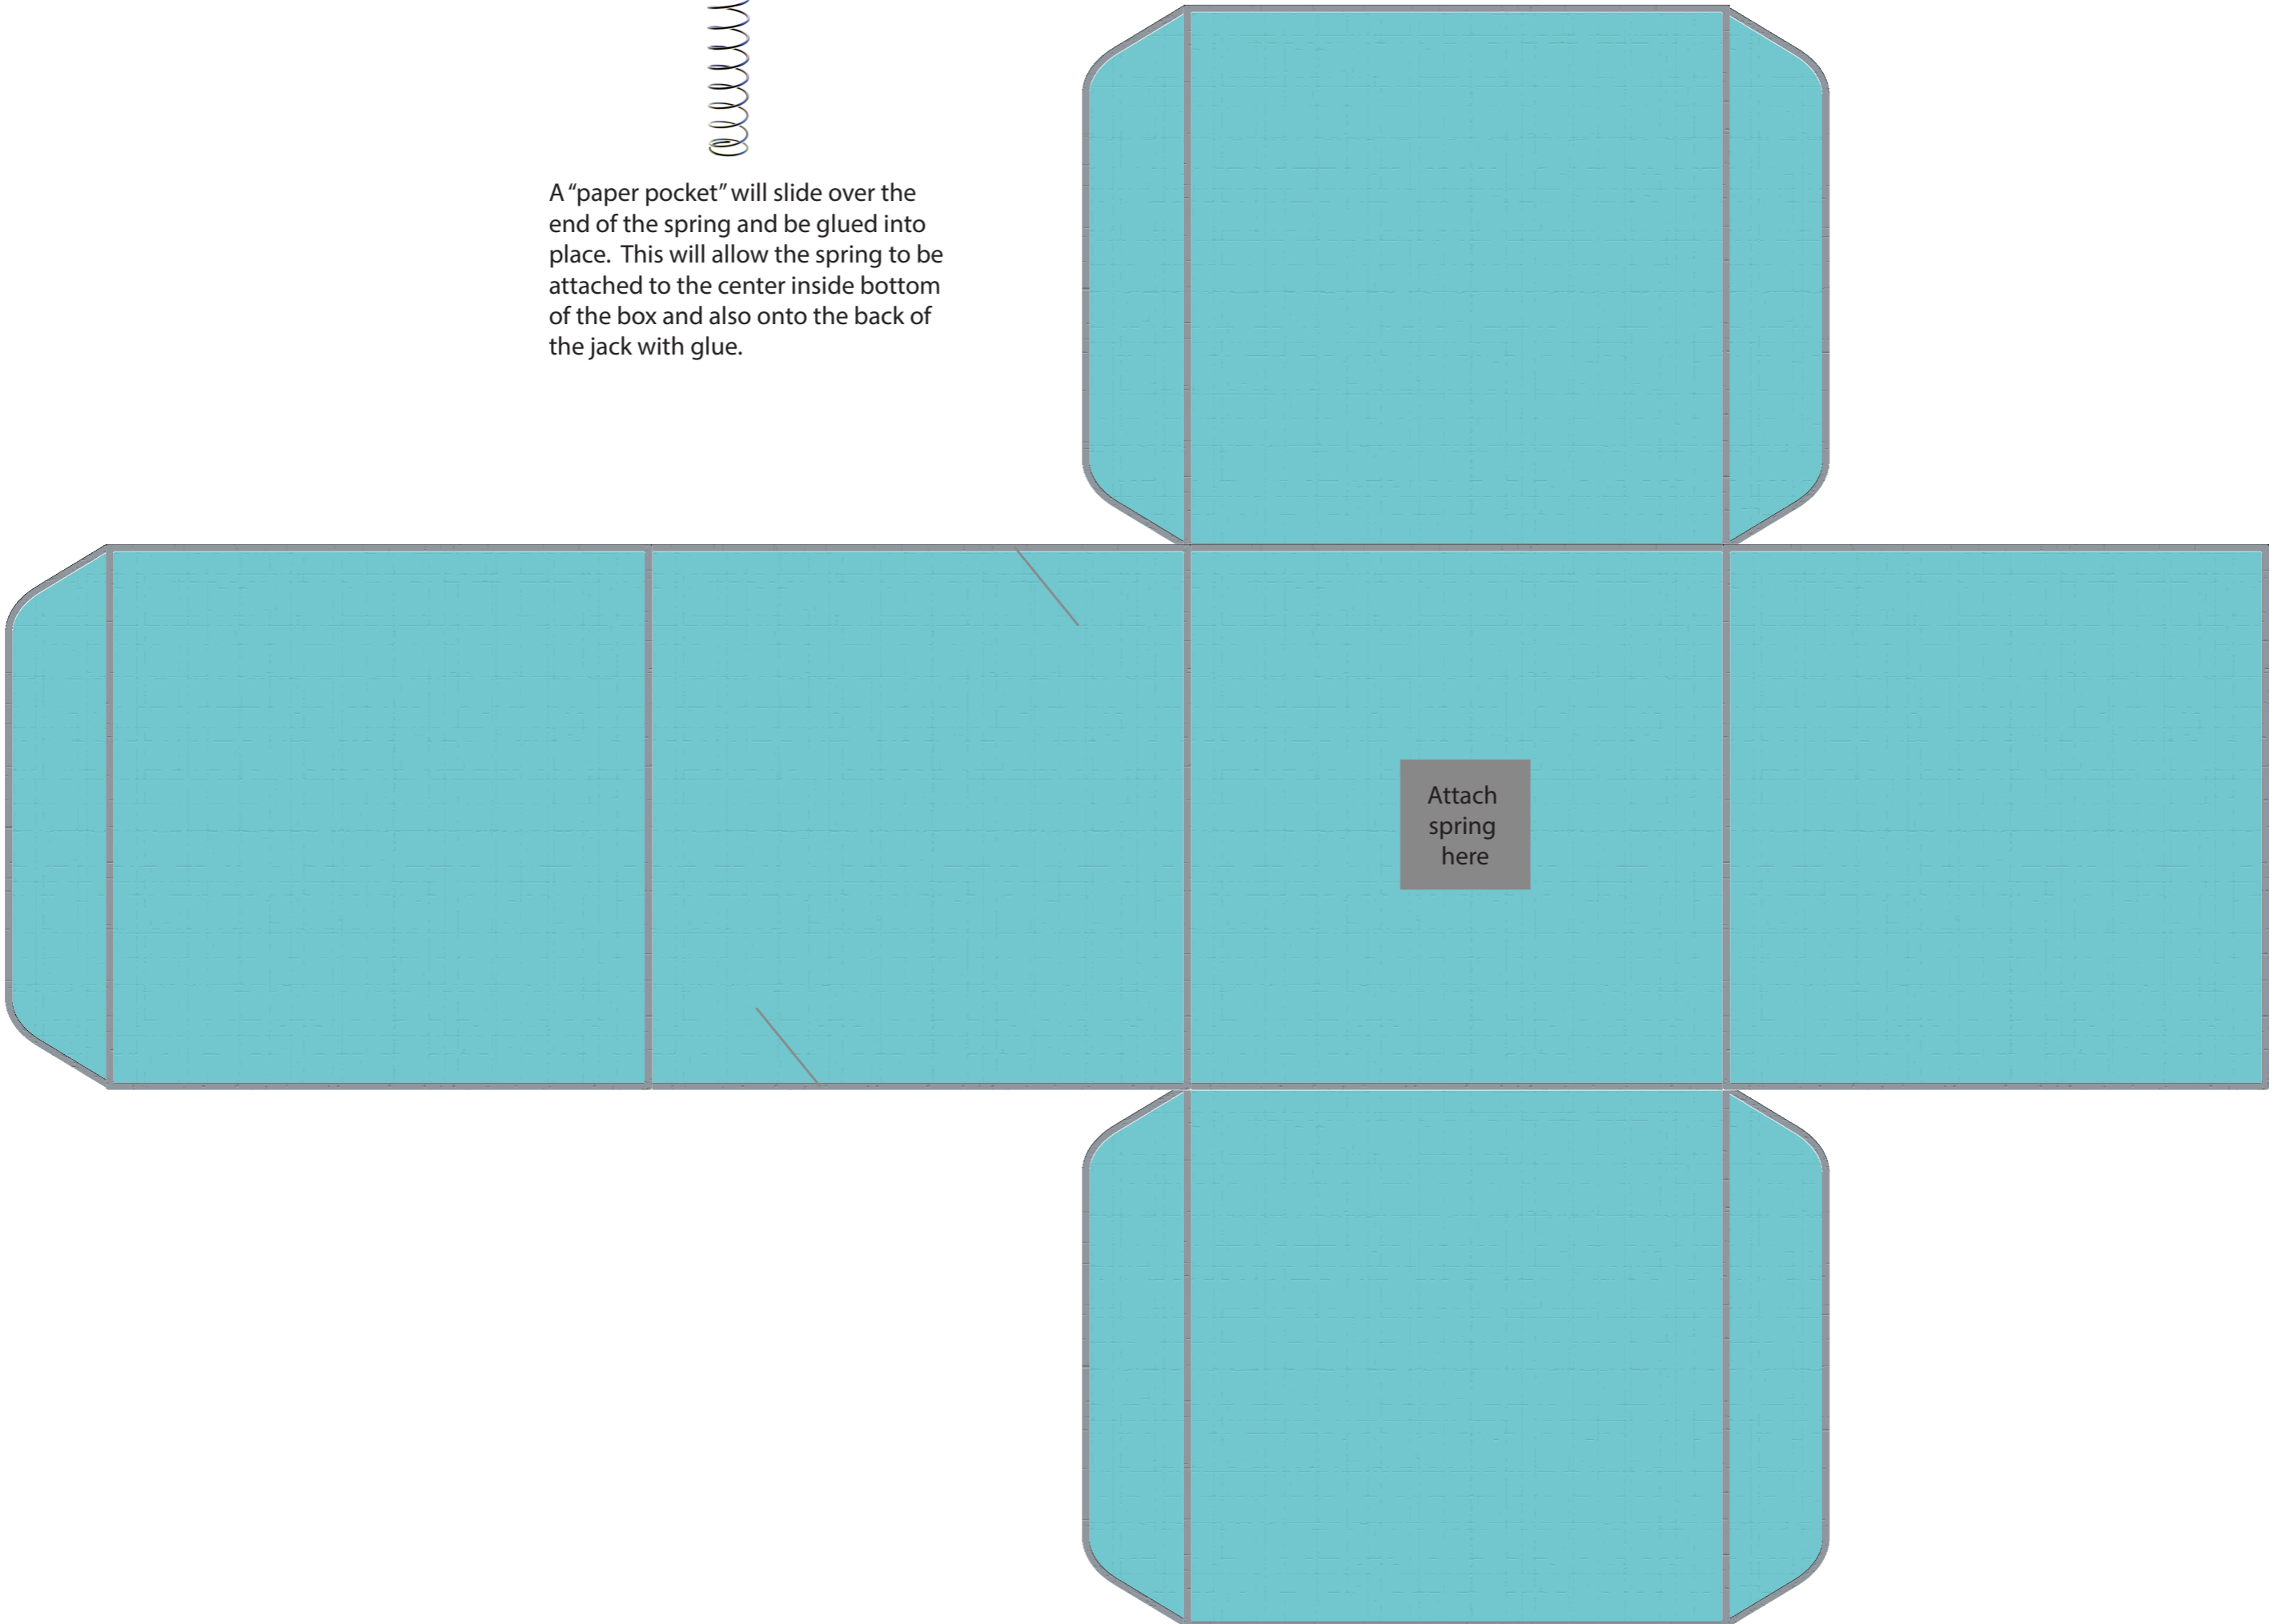 A “paper pocket” will slide over the
end of the spring and be glued into
place.  This will allow the spring to be
attached to the center inside bottom
of the box and also onto the back of
the jack with glue.
Attach
spring
here